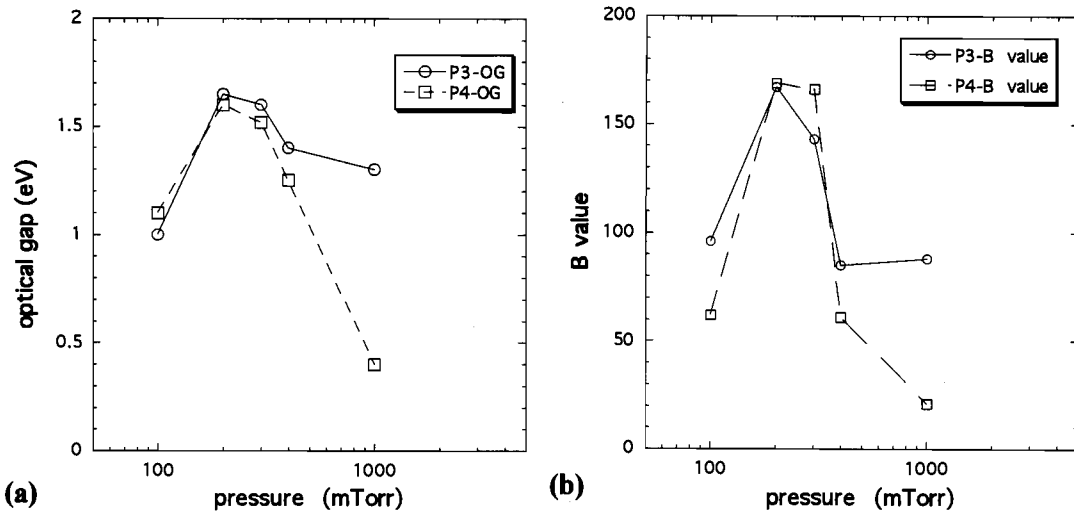 2
1.5
1
0.5
0
optical gap (eV)
P3-OG
P4-OG
100
1000
pressure (mTorr)
(a)
200
150
100
50
0
B value
P3-B value
P4-B value
100
1000
pressure (mTorr)
(b)